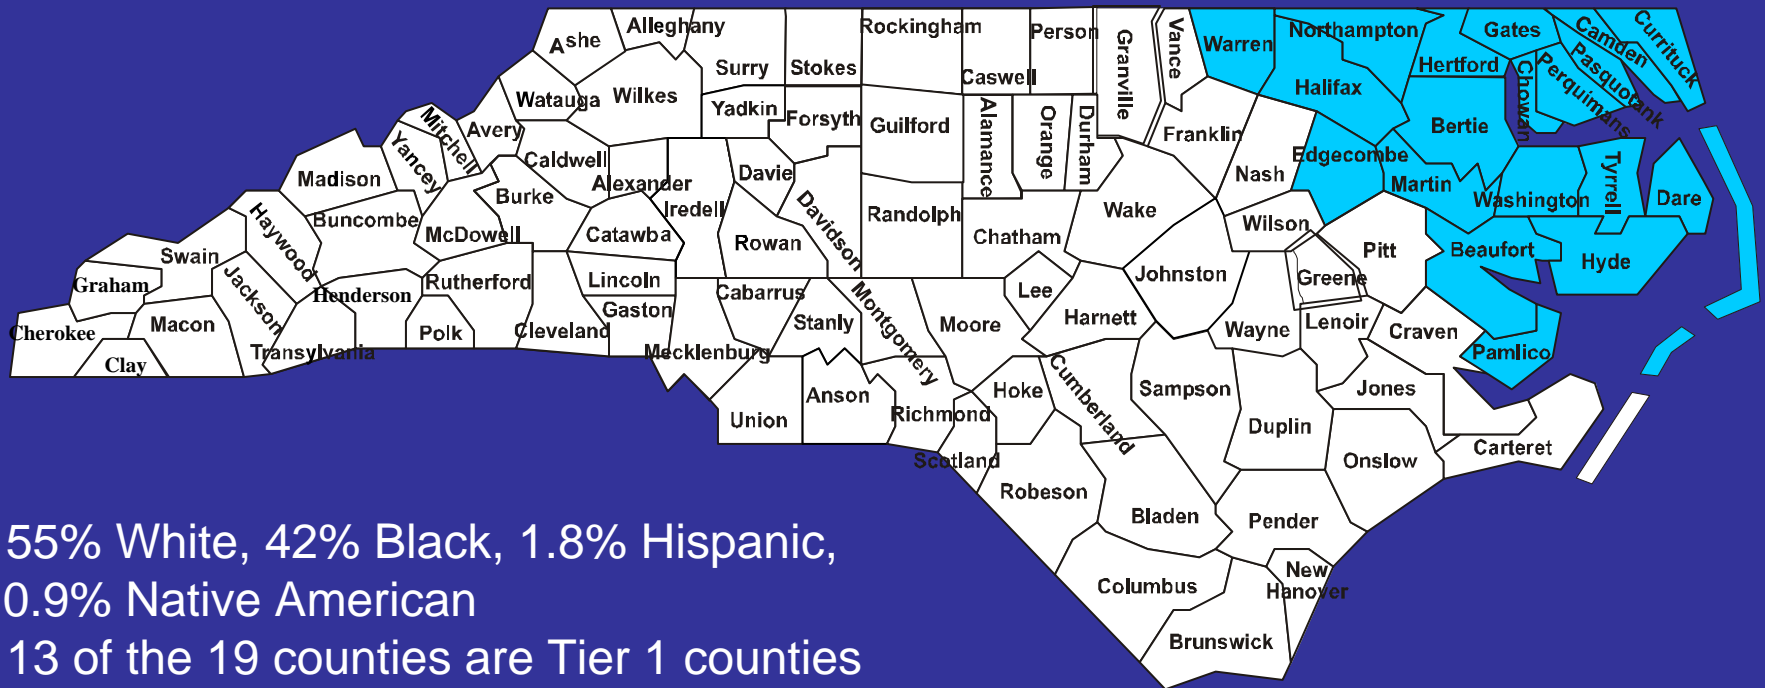 Alleghany
Rockingham
Person
Vance
Granville
Northampton
Gates
Camden
Currituck
Ashe
Surry
Stokes
Caswell
Warren
Hertford
Chowan
Perquimans
Pasquotank
Watauga
Wilkes
Yadkin
Forsyth
Guilford
Alamance
Orange
Durham
Franklin
Halifax
Bertie
Mitchell
Avery
Yancey
Caldwell
Alexander
Davie
Nash
Edgecombe
Martin
Washington
Tyrrell
Dare
Madison
Burke
Iredell
Davidson
Randolph
Wake
Wilson
Haywood
Buncombe
McDowell
Catawba
Rowan
Chatham
Pitt
Beaufort
Hyde
Swain
Graham
Jackson
Henderson
Rutherford
Lincoln
Cabarrus
Montgomery
Lee
Johnston
Greene
Cherokee
Macon
Clay
Transylvania
Polk
Cleveland
Gaston
Mecklenburg
Stanly
Moore
Harnett
Wayne
Lenoir
Craven
Pamlico
Union
Anson
Richmond
Hoke
Cumberland
Sampson
Jones
Duplin
Scotland
Robeson
Onslow
Carteret
Bladen
Pender
Columbus
New
Hanover
Brunswick
55% White, 42% Black, 1.8% Hispanic,
0.9% Native American
13 of the 19 counties are Tier 1 counties